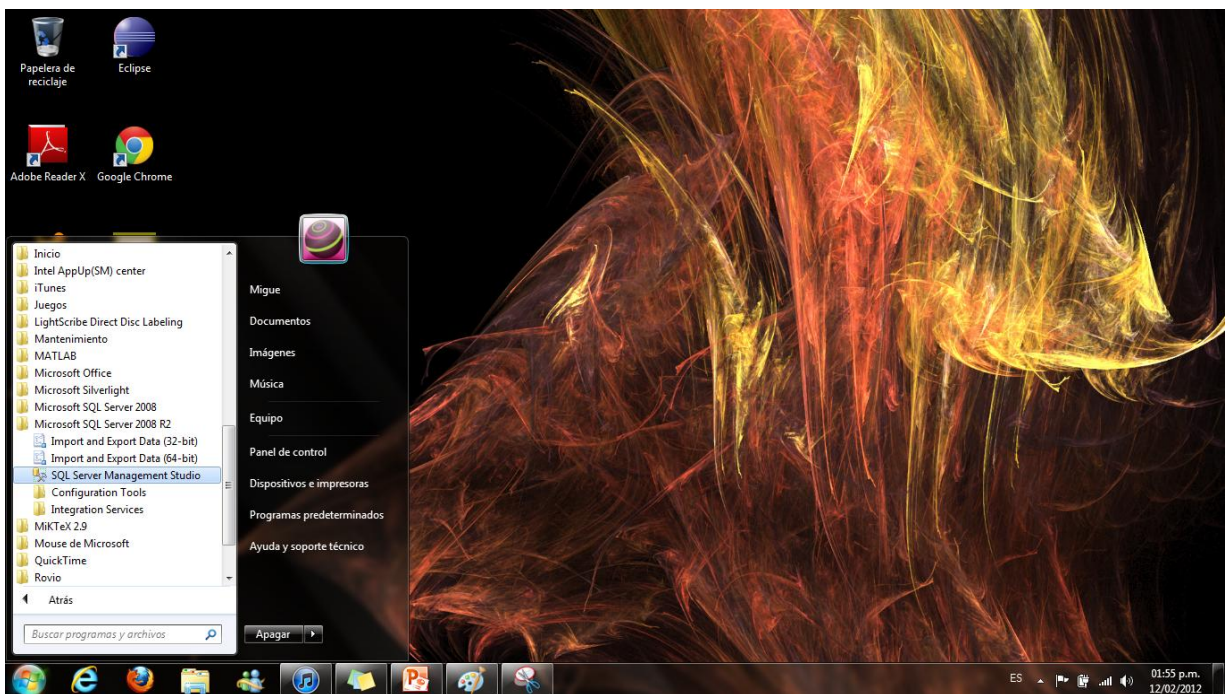 Papelera de
reciclaje
Eclipse
Adobe Reader X
Google Chrome
Inicio
Intel AppUp(SM) center
iTunes
Juegos
LightScribe Direct Disc Labeling
Mantenimiento
MATLAB
Microsoft Office
Microsoft Silverlight
Microsoft SQL Server 2008
Microsoft SQL Server 2008 R2
Import and Export Data (32-bit)
Import and Export Data (64-bit)
SQL Server Management Studio
Configuration Tools
Integration Services
MiKTeX 2.9
Mouse de Microsoft
QuickTime
Rovio
Atrás
Buscar programas y archivos
Migue
Documentos
Imágenes
Música
Equipo
Panel de control
Dispositivos e impresoras
Programas predeterminados
Ayuda y soporte técnico
Apagar
ES
01:55 p.m.
12/02/2012